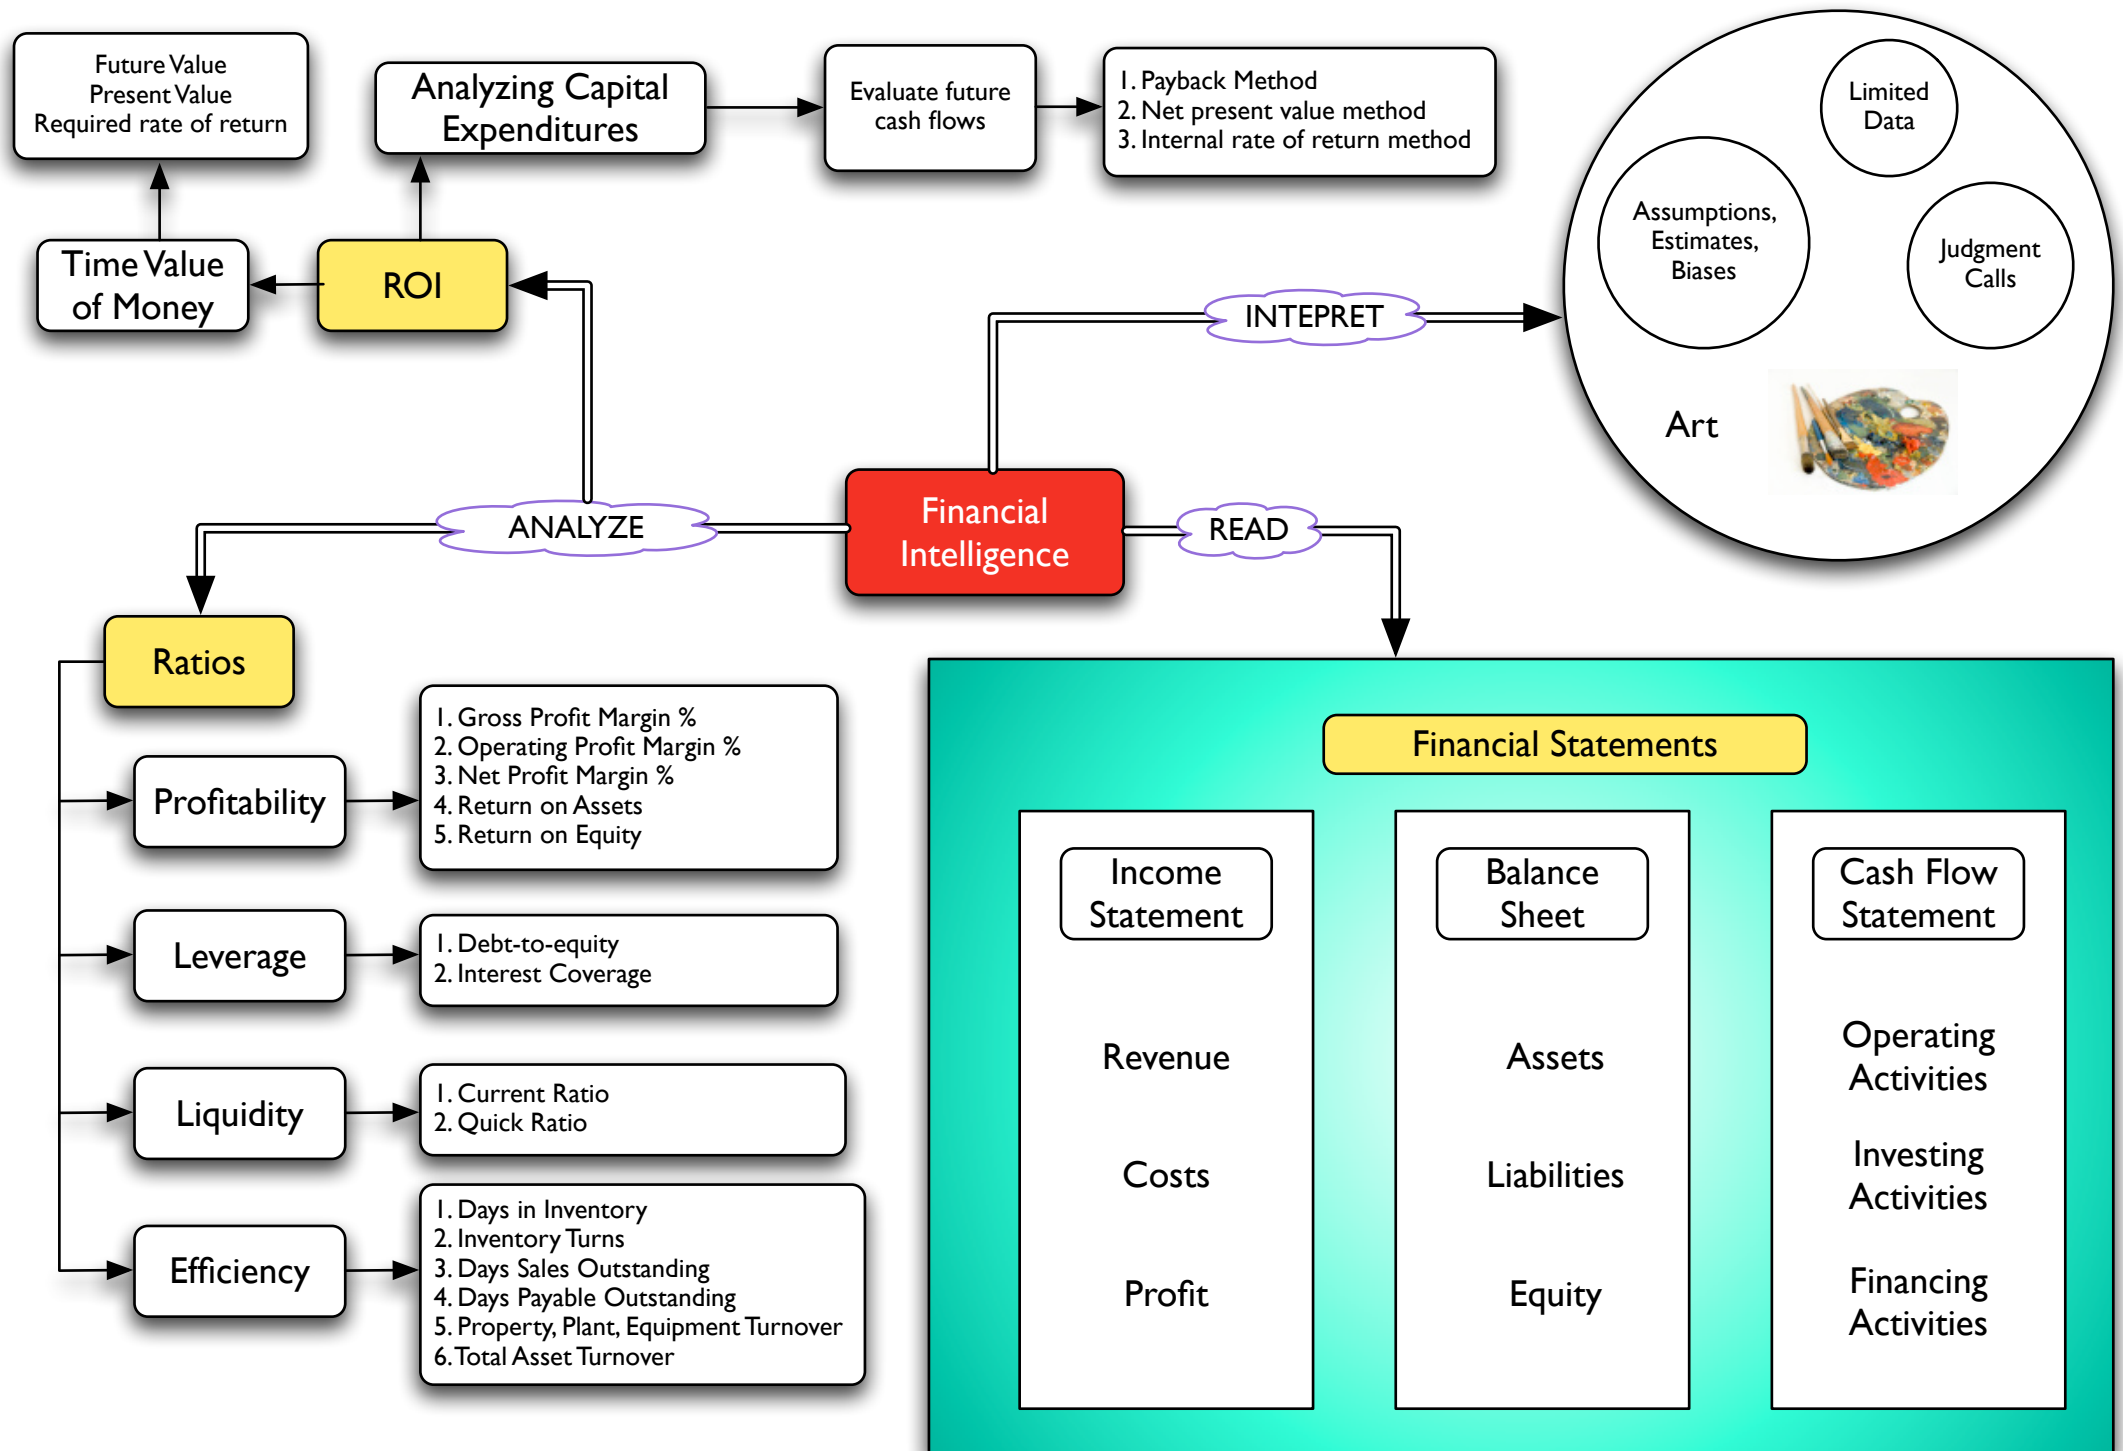 Future Value
Present Value
Required rate of return
Analyzing Capital
Expenditures
Evaluate future
cash flows
1. Payback Method
2. Net present value method
3. Internal rate of return method
Limited
Data
Assumptions,
Estimates,
Biases
Judgment
Calls
Art
Time Value
of Money
ROI
INTEPRET
ANALYZE
Financial
Intelligence
READ
Ratios
Profitability
1. Gross Profit Margin %
2. Operating Profit Margin %
3. Net Profit Margin %
4. Return on Assets
5. Return on Equity
Leverage
1. Debt-to-equity
2. Interest Coverage
Liquidity
1. Current Ratio
2. Quick Ratio
Efficiency
1. Days in Inventory
2. Inventory Turns
3. Days Sales Outstanding
4. Days Payable Outstanding
5. Property, Plant, Equipment Turnover
6. Total Asset Turnover
Financial Statements
Income
Statement
Revenue
Costs
Profit
Balance
Sheet
Assets
Liabilities
Equity
Cash Flow
Statement
Operating
Activities
Investing
Activities
Financing
Activities